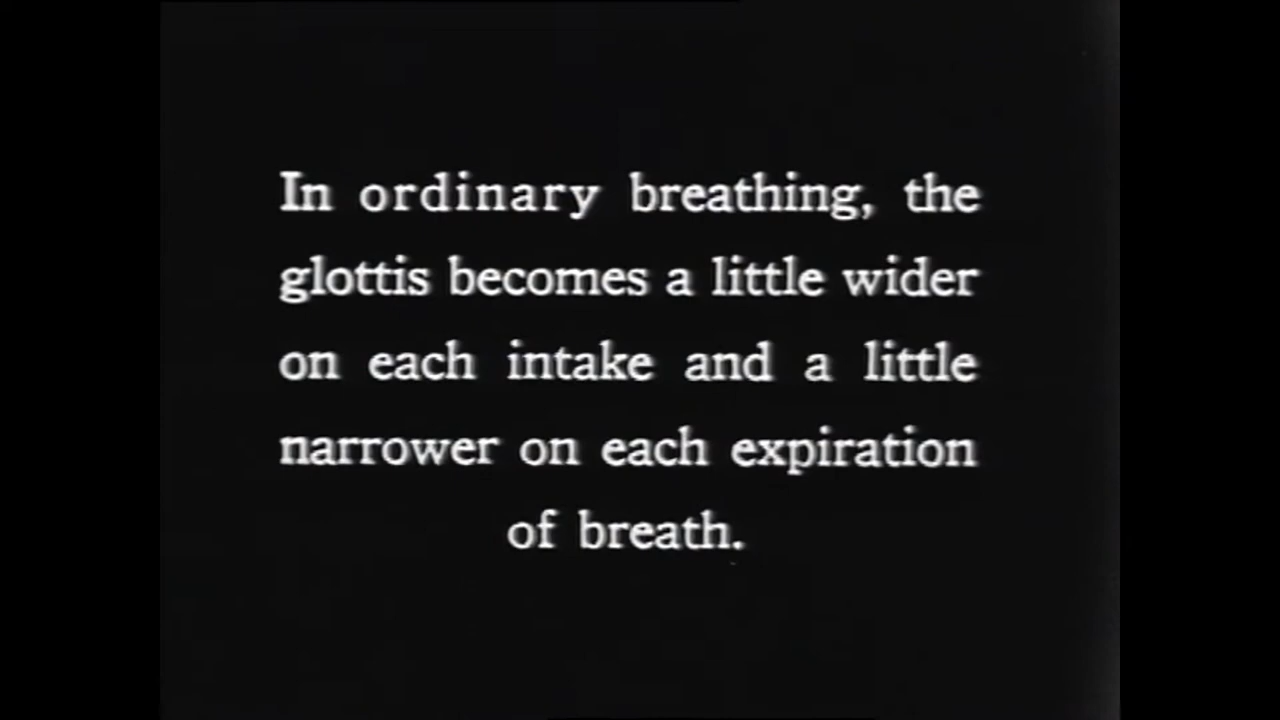 In ordinary breathing, the
glottis becomes a little wider
on each intake and a little
narrower on each expiration
of breath.